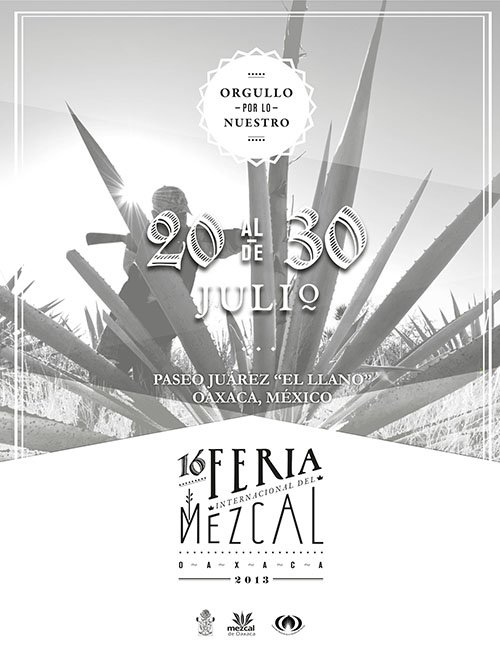 ORGULLO
POR LO
NUESTRO
20 AL DE 30
JULIO
PASEO JUÁREZ "EL LLANO"
OAXACA, MÉXICO
16 FERIA
INTERNACIONAL DEL
MEZCAL
O~A~X~A~C~A
2013
mezcal
de Oaxaca